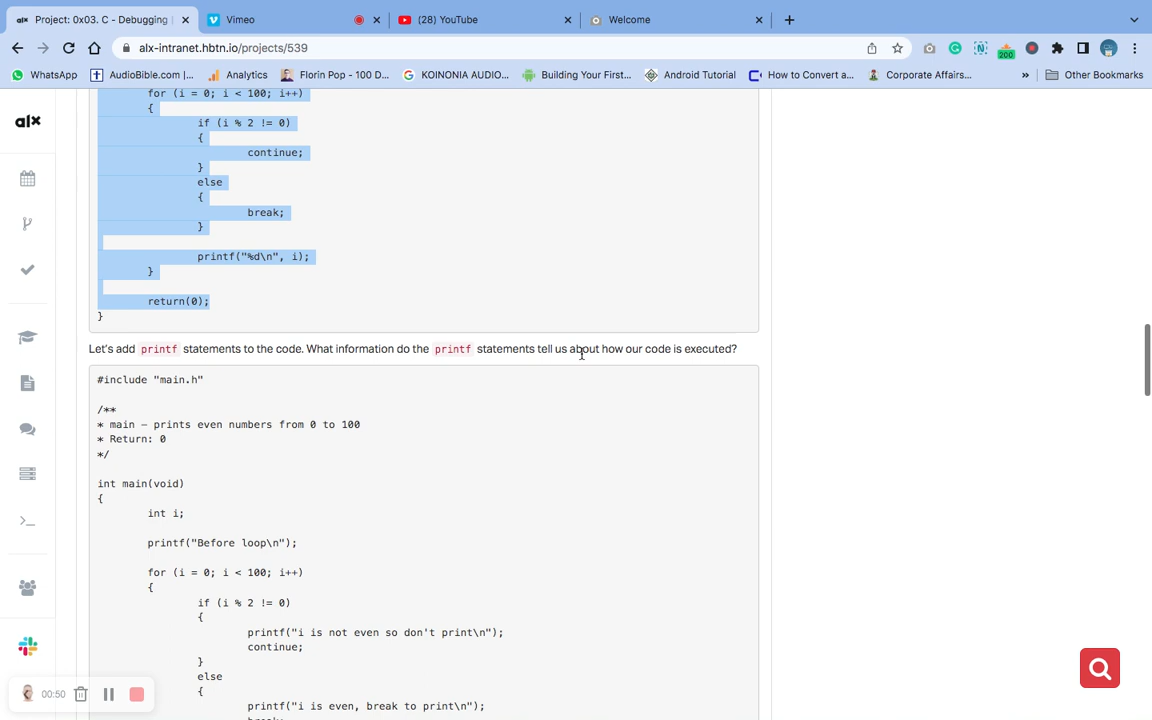 alx Project: 0x03. C - Debugging | × Vimeo × (28) YouTube × Welcome × +
alx-intranet.hbtn.io/projects/539 200
WhatsApp AudioBible.com |... Analytics Florin Pop - 100 D... KOINONIA AUDIO... Building Your First... Android Tutorial How to Convert a... Corporate Affairs... » Other Bookmarks
alx
for (i = 0; i < 100; i++)
{
if (i % 2 != 0)
{
continue;
}
else
{
break;
}
printf("%d\n", i);
}
return(0);
}
Let's add printf statements to the code. What information do the printf statements tell us about how our code is executed?
#include "main.h"
/**
* main – prints even numbers from 0 to 100
* Return: 0
*/
int main(void)
{
int i;
printf("Before loop\n");
for (i = 0; i < 100; i++)
{
if (i % 2 != 0)
{
printf("i is not even so don't print\n");
continue;
}
else
{
printf("i is even, break to print\n");
break;
00:50